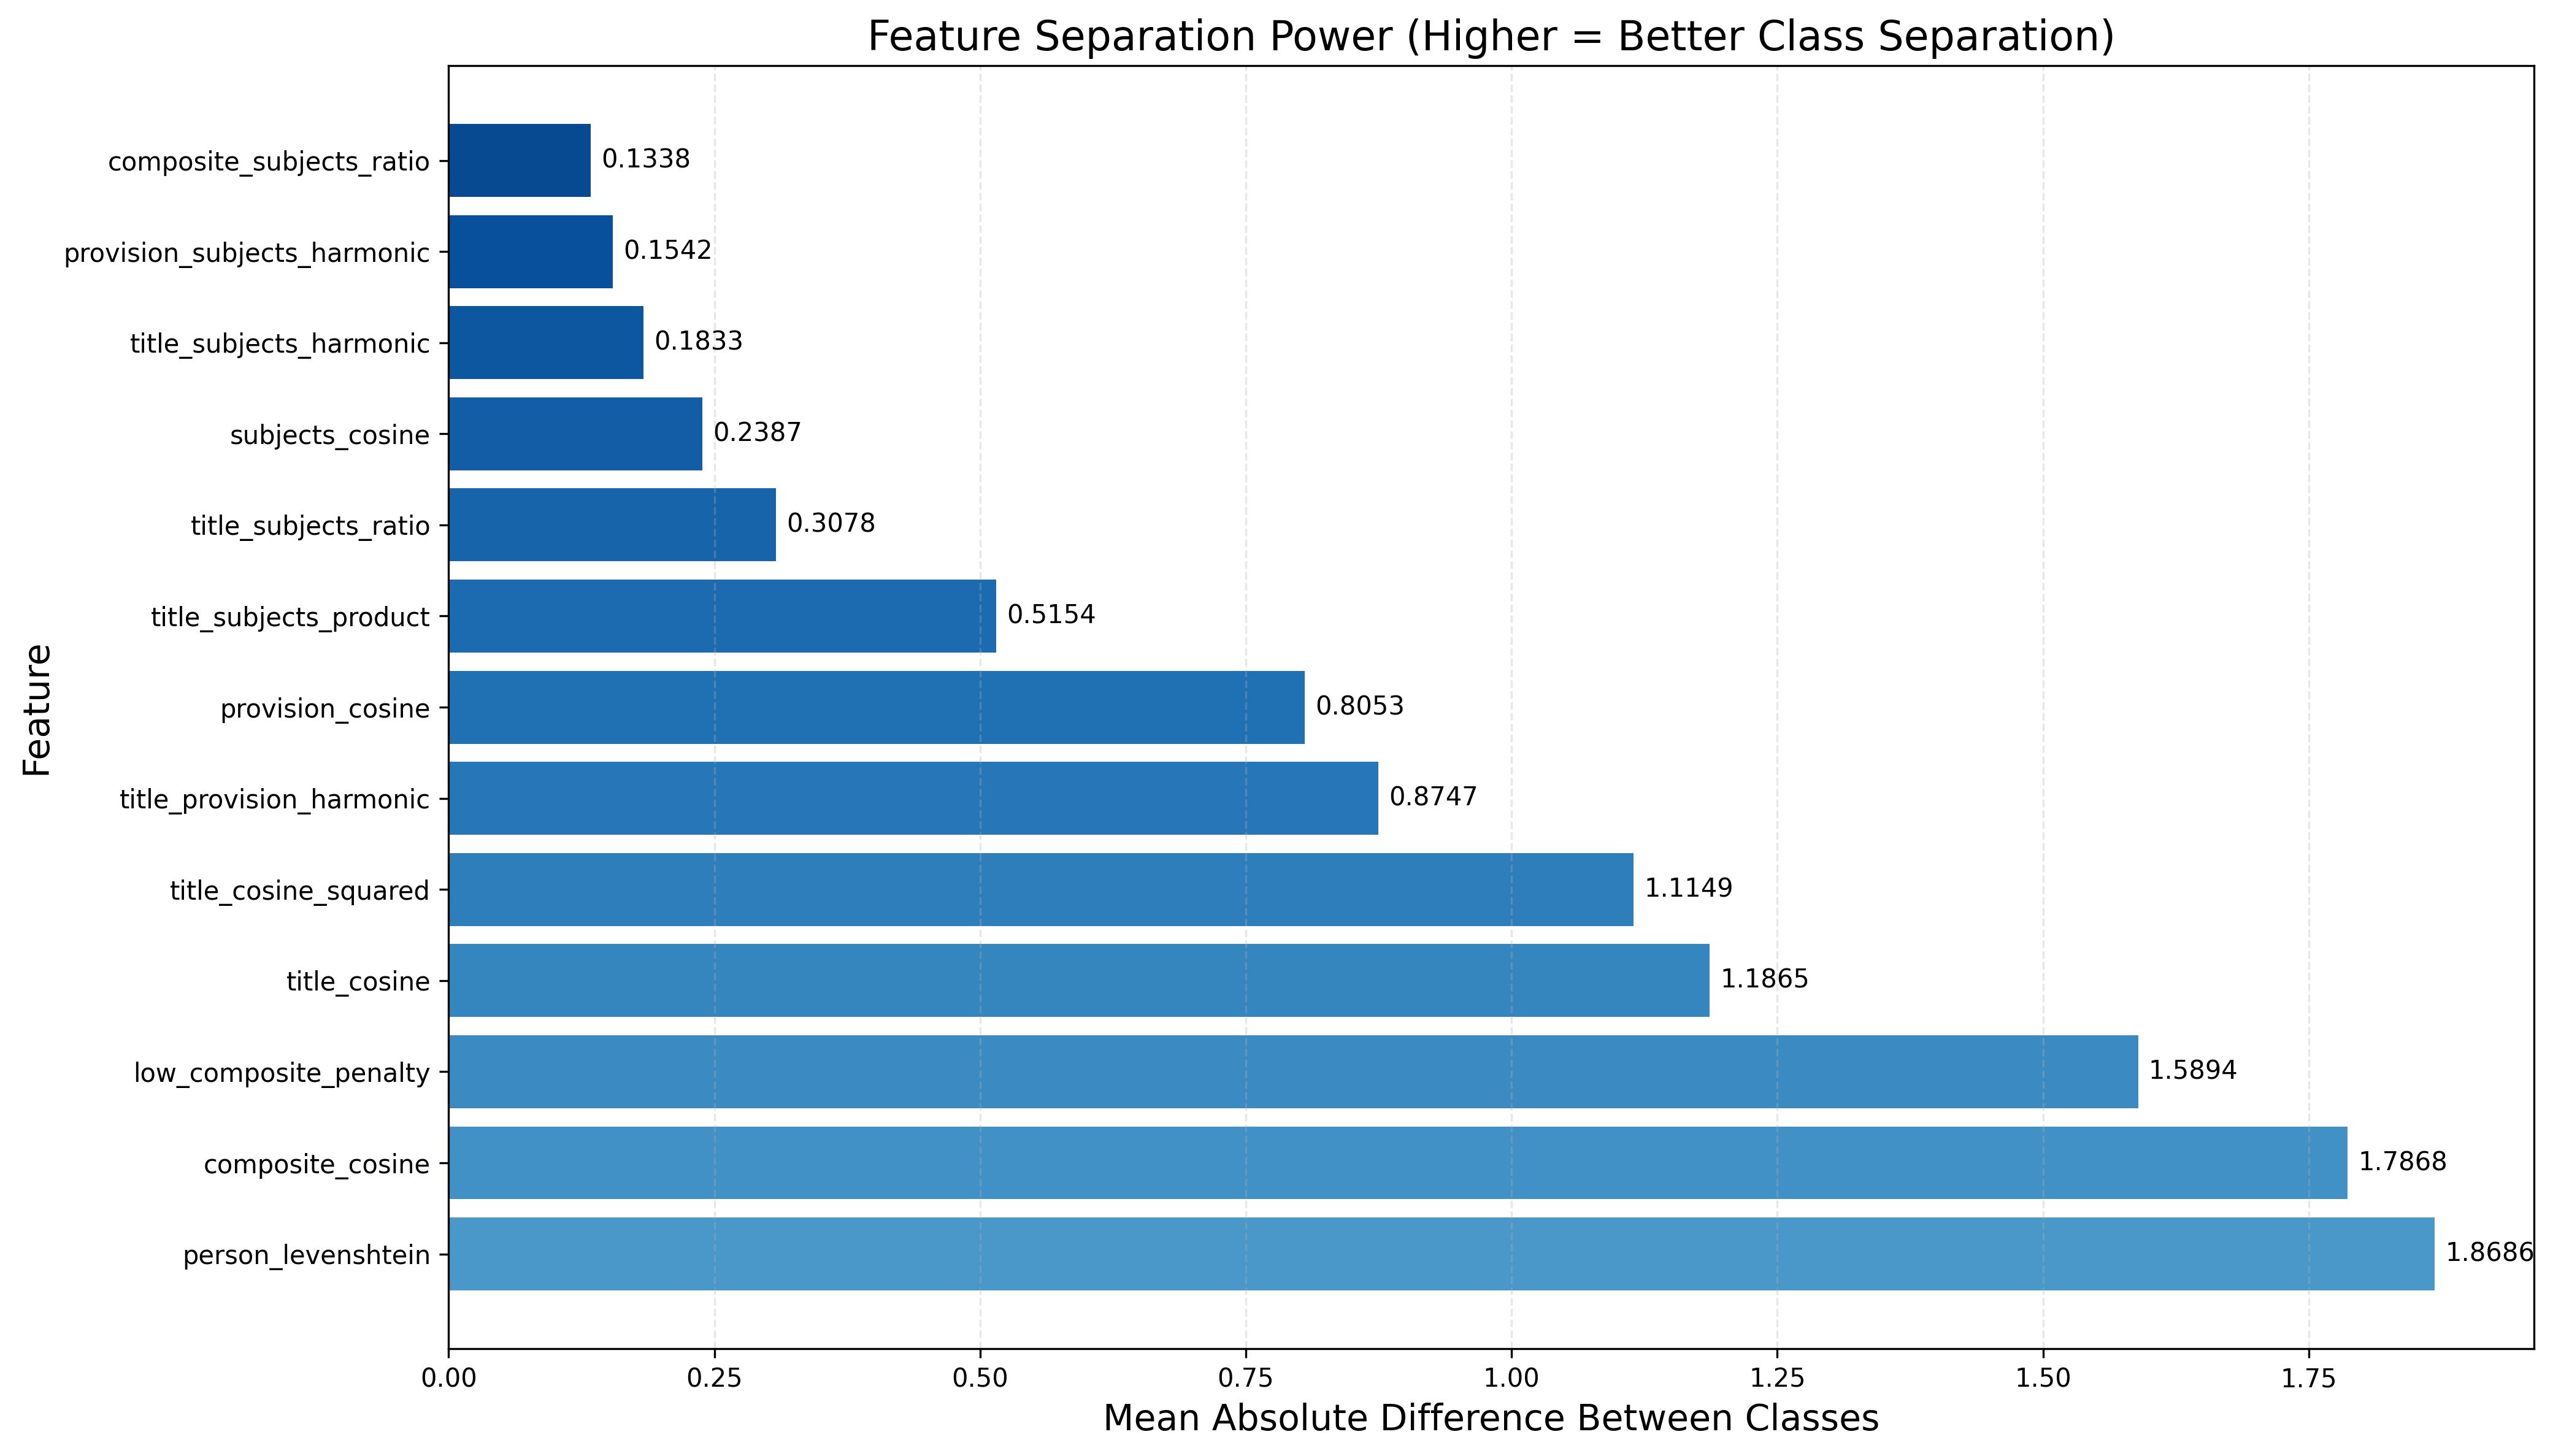 Feature Separation Power (Higher = Better Class Separation)
Feature
composite_subjects_ratio 0.1338
provision_subjects_harmonic 0.1542
title_subjects_harmonic 0.1833
subjects_cosine 0.2387
title_subjects_ratio 0.3078
title_subjects_product 0.5154
provision_cosine 0.8053
title_provision_harmonic 0.8747
title_cosine_squared 1.1149
title_cosine 1.1865
low_composite_penalty 1.5894
composite_cosine 1.7868
person_levenshtein 1.8686
0.00 0.25 0.50 0.75 1.00 1.25 1.50 1.75
Mean Absolute Difference Between Classes